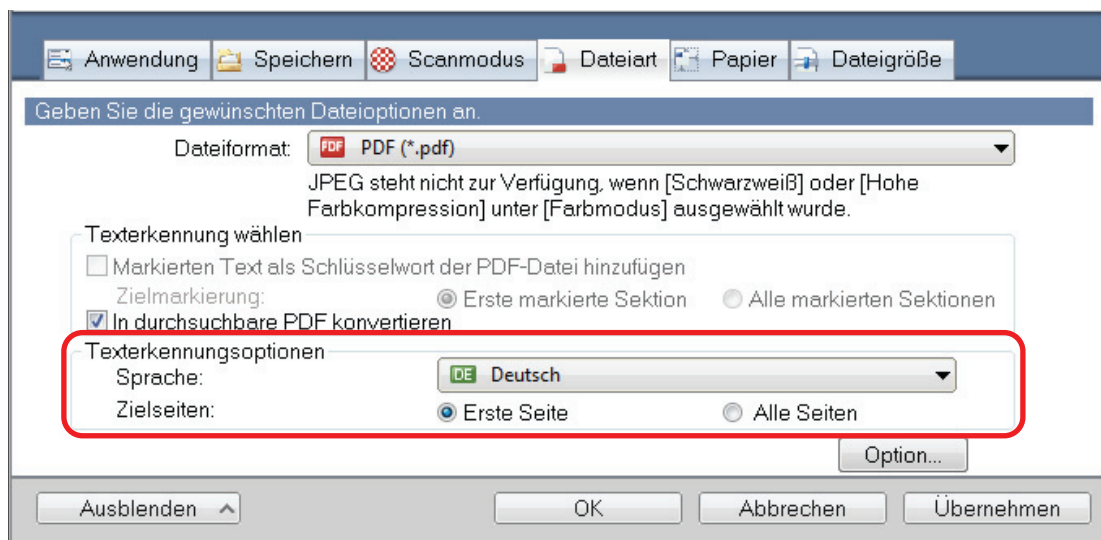 Anwendung Speichern Scanmodus Dateiart Papier Dateigröße
Geben Sie die gewünschten Dateioptionen an.
Dateiformat: PDF PDF (*.pdf)
JPEG steht nicht zur Verfügung, wenn [Schwarzweiß] oder [Hohe
Farbkompression] unter [Farbmodus] ausgewählt wurde.
Texterkennung wählen
Markierten Text als Schlüsselwort der PDF-Datei hinzufügen
Zielmarkierung: Erste markierte Sektion Alle markierten Sektionen
In durchsuchbare PDF konvertieren
Texterkennungsoptionen
Sprache: DE Deutsch
Zielseiten: Erste Seite Alle Seiten
Option...
Ausblenden OK Abbrechen Übernehmen